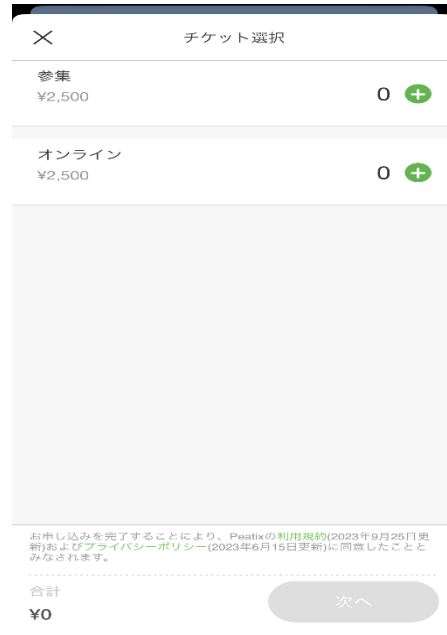 チケット選択
参集
¥2,500
0
オンライン
¥2,500
0
お申し込みを完了することにより、Peatixの利用規約(2023年9月25日更
新)およびプライバシーポリシー(2023年6月15日更新)に同意したことと
みなされます。
合計
¥0
次へ